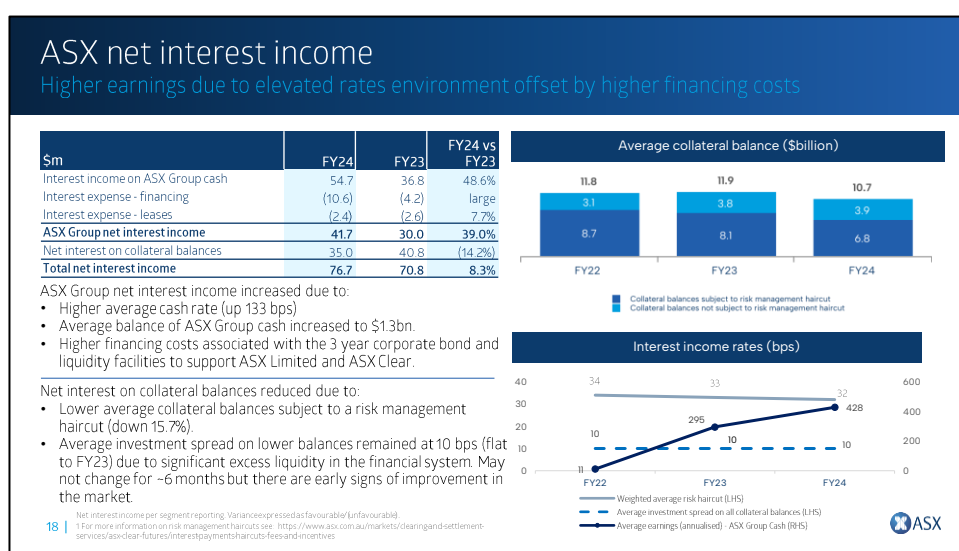 ASX net interest income
Higher earnings due to elevated rates environment offset by higher financing costs
$m FY24 FY23 FY24 vs FY23
Interest income on ASX Group cash 54.7 36.8 48.6%
Interest expense - financing (10.6) (4.2) large
Interest expense - leases (2.4) (2.6) 7.7%
ASX Group net interest income 41.7 30.0 39.0%
Net interest on collateral balances 35.0 40.8 (14.2%)
Total net interest income 76.7 70.8 8.3%
ASX Group net interest income increased due to:
• Higher average cash rate (up 133 bps)
• Average balance of ASX Group cash increased to $1.3bn.
• Higher financing costs associated with the 3 year corporate bond and
liquidity facilities to support ASX Limited and ASX Clear.
Net interest on collateral balances reduced due to:
• Lower average collateral balances subject to a risk management
haircut (down 15.7%).
• Average investment spread on lower balances remained at 10 bps (flat
to FY23) due to significant excess liquidity in the financial system. May
not change for ~6 months but there are early signs of improvement in
the market.
Average collateral balance ($billion)
11.8 11.9 10.7
3.1 3.8 3.9
8.7 8.1 6.8
FY22 FY23 FY24
Collateral balances subject to risk management haircut
Collateral balances not subject to risk management haircut
Interest income rates (bps)
40 34 33 32 600
30 295 428 400
20 10 10 10 200
10
0 11 0
FY22 FY23 FY24
Weighted average risk haircut (LHS)
Average investment spread on all collateral balances (LHS)
Average earnings (annualised) - ASX Group Cash (RHS)
18 |
Net interest income per segment reporting. Variance expressed as favourable/(unfavourable).
1 For more information on risk management haircuts see https://www.asx.com.au/markets/clearing-and-settlement-
services/asx-clear-futures/interest-payments-haircuts-fees-and-incentives
ASX